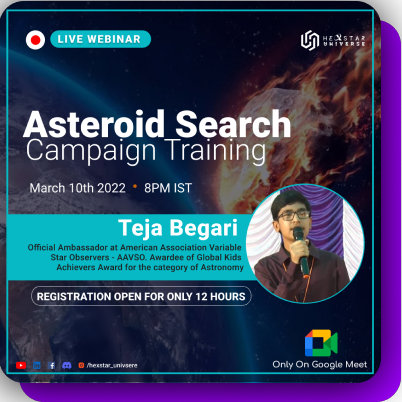 LIVE WEBINAR
HEXSTAR
UNIVERSE
Asteroid Search
Campaign Training
March 10th 2022 • 8PM IST
Teja Begari
Official Ambassador at American Association Variable
Star Observers - AAVSO. Awardee of Global Kids
Achievers Award for the category of Astronomy
REGISTRATION OPEN FOR ONLY 12 HOURS
/hexstar_univsere
Only On Google Meet